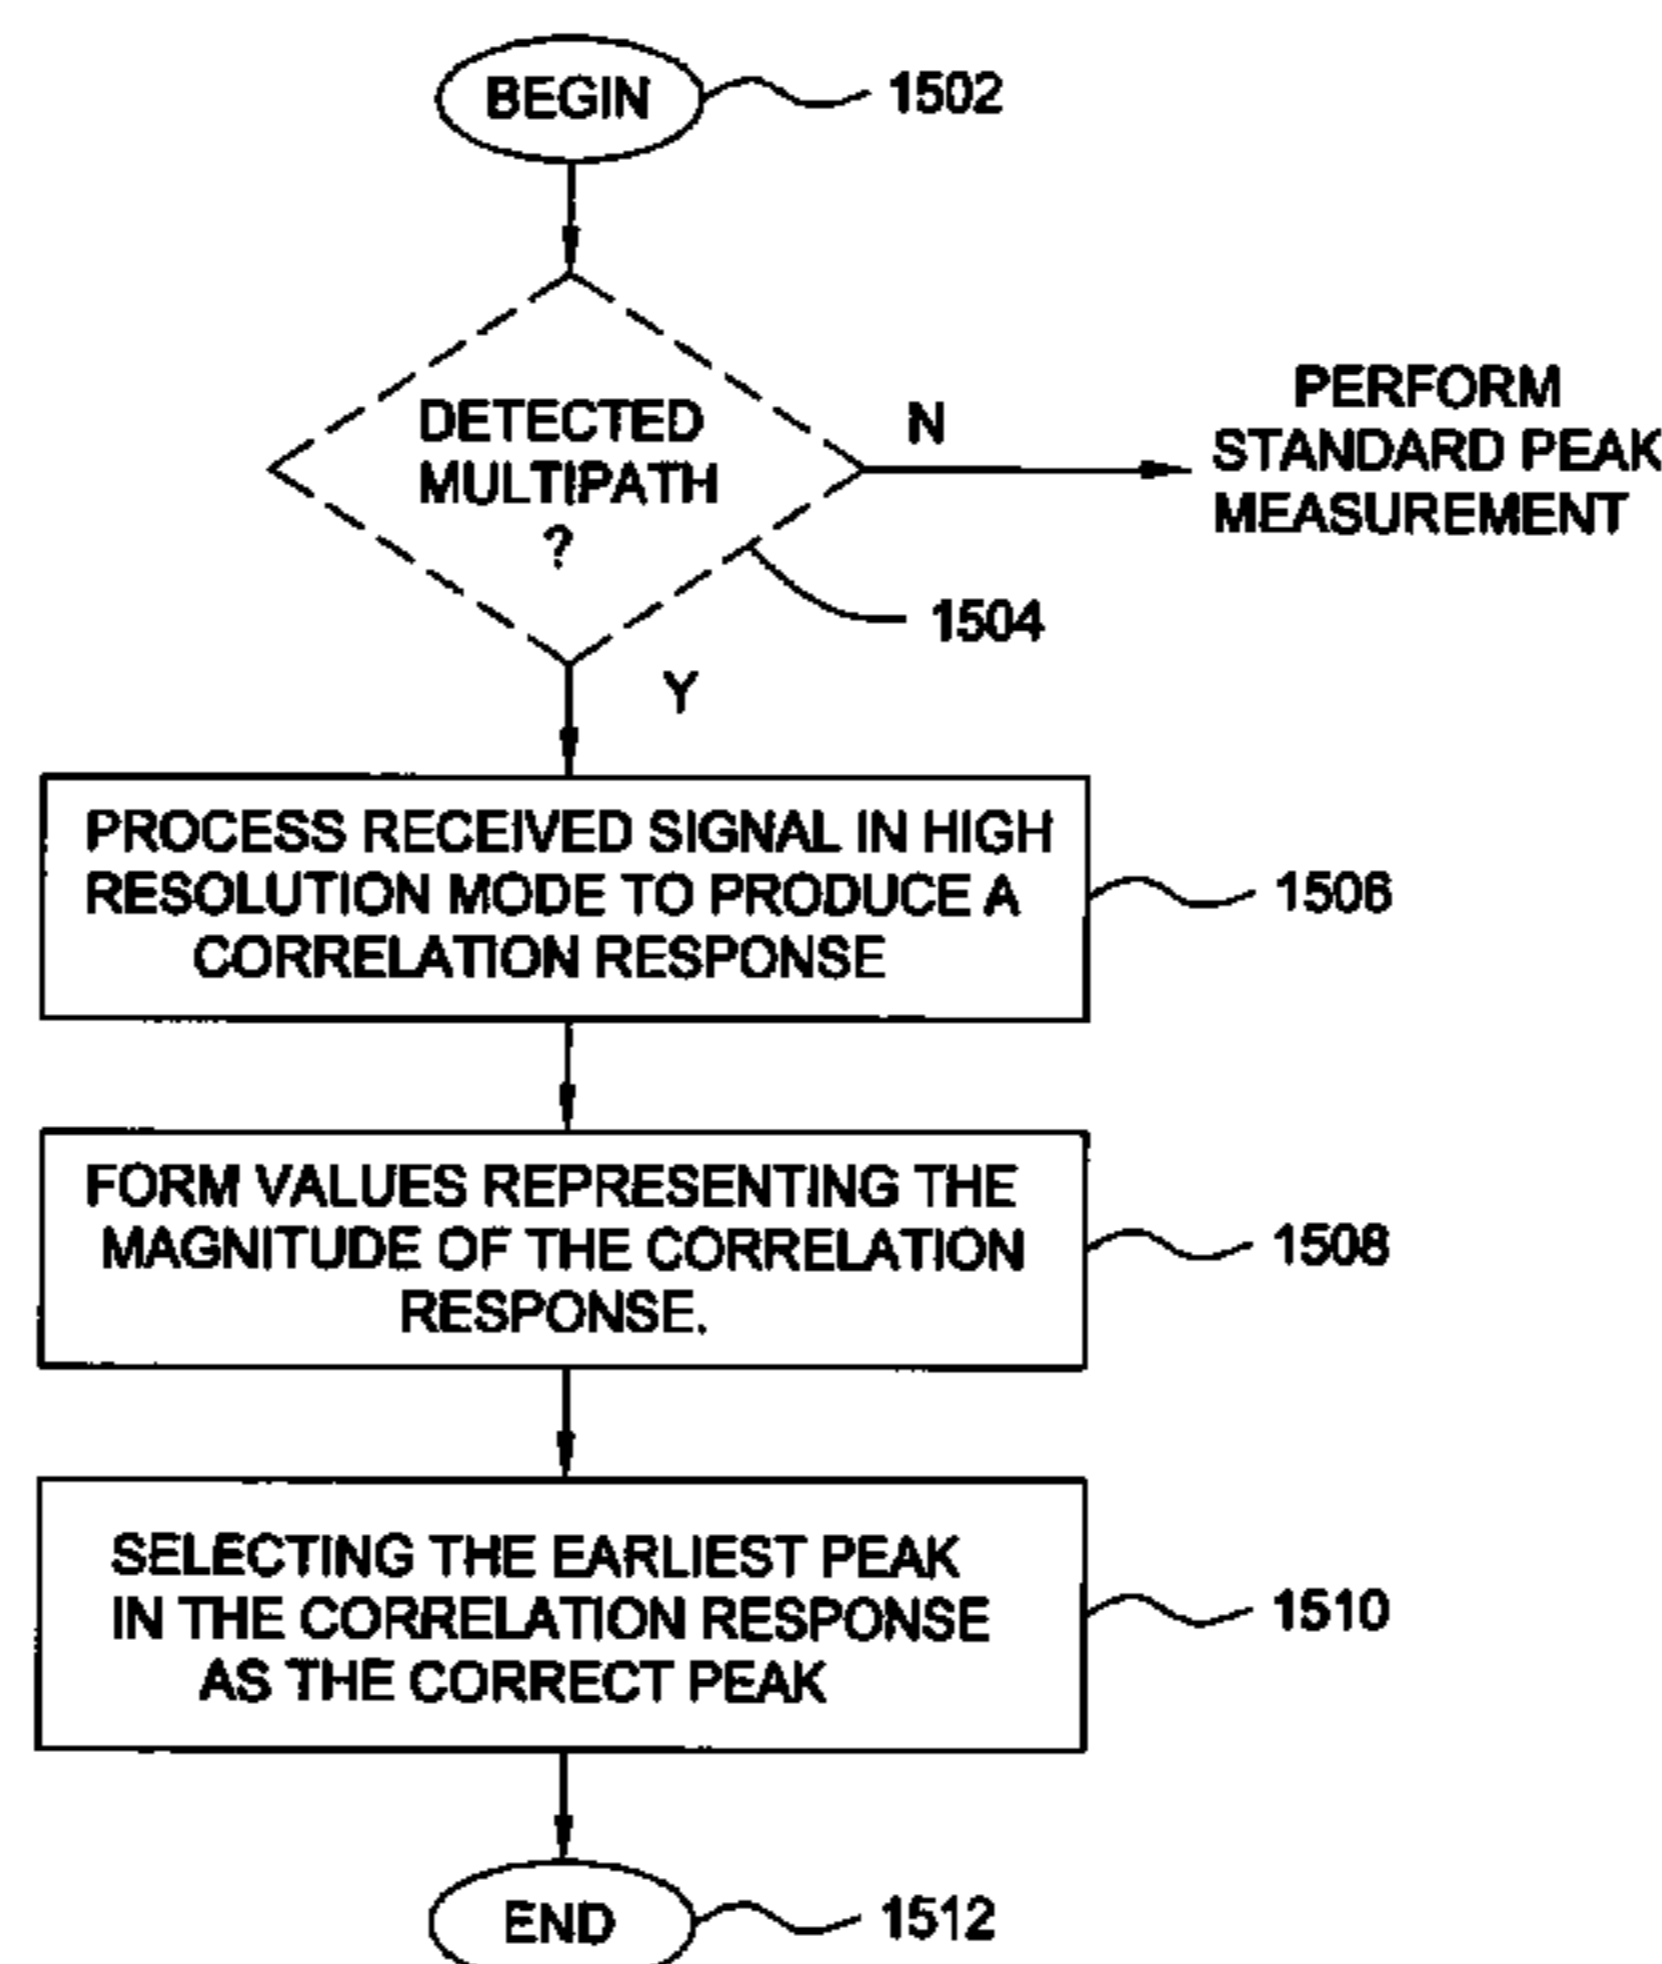 BEGIN
1502
DETECTED
MULTIPATH
?
N
PERFORM
STANDARD PEAK
MEASUREMENT
1504
Y
PROCESS RECEIVED SIGNAL IN HIGH
RESOLUTION MODE TO PRODUCE A
CORRELATION RESPONSE
1506
FORM VALUES REPRESENTING THE
MAGNITUDE OF THE CORRELATION
RESPONSE.
1508
SELECTING THE EARLIEST PEAK
IN THE CORRELATION RESPONSE
AS THE CORRECT PEAK
1510
END
1512